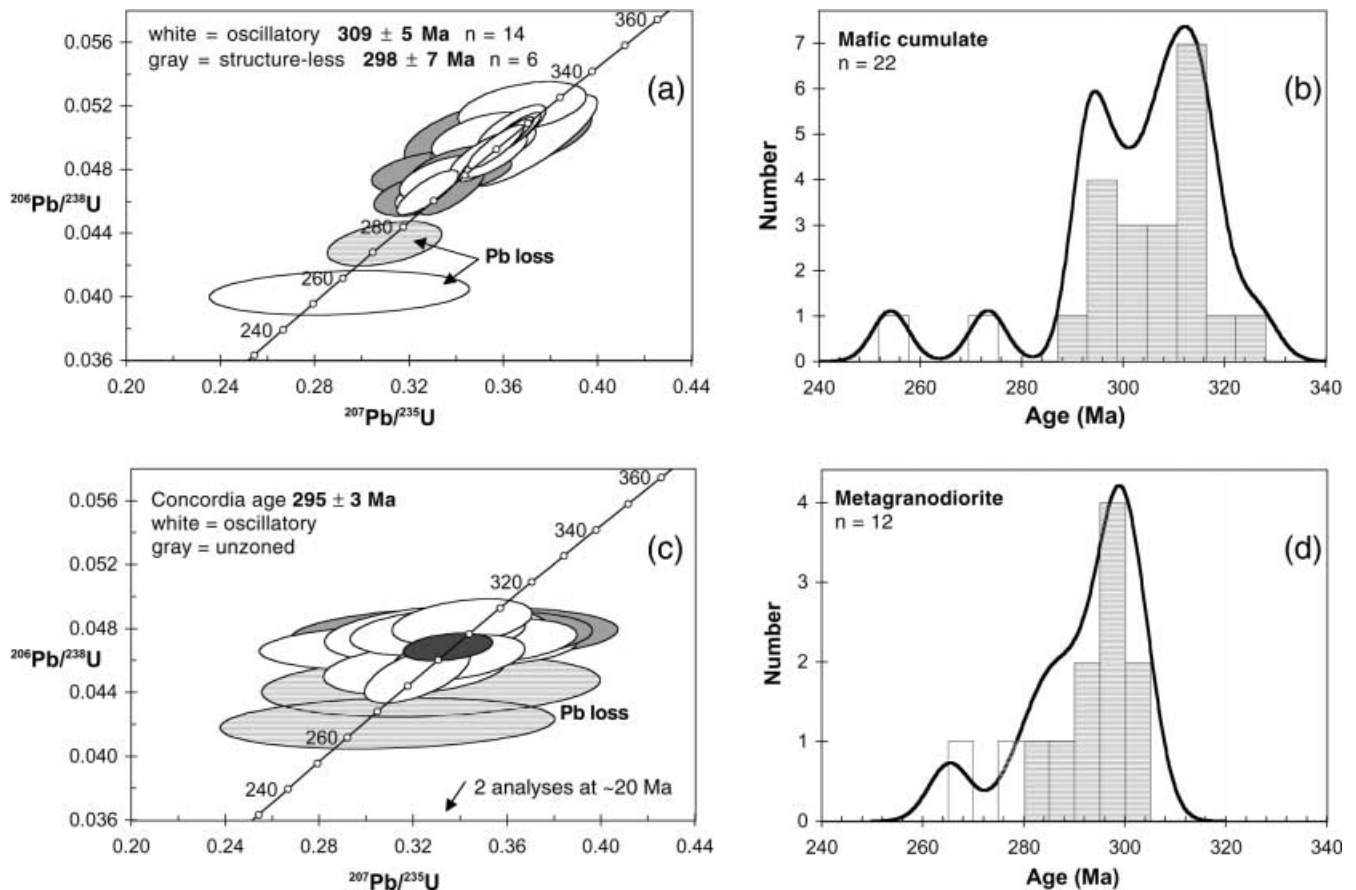 white = oscillatory 309 ± 5 Ma n = 14
gray = structure-less 298 ± 7 Ma n = 6
(a)
360
340
280
260
240
Pb loss
0.056
0.052
0.048
0.044
0.040
0.036
²⁰⁶Pb/²³⁸U
0.20 0.24 0.28 0.32 0.36 0.40 0.44
²⁰⁷Pb/²³⁵U
Mafic cumulate
n = 22
(b)
7
6
5
4
3
2
1
0
Number
240 260 280 300 320 340
Age (Ma)
Concordia age 295 ± 3 Ma
white = oscillatory
gray = unzoned
(c)
360
340
320
260
240
Pb loss
2 analyses at ~20 Ma
0.056
0.052
0.048
0.044
0.040
0.036
²⁰⁶Pb/²³⁸U
0.20 0.24 0.28 0.32 0.36 0.40 0.44
²⁰⁷Pb/²³⁵U
Metagranodiorite
n = 12
(d)
4
3
2
1
0
Number
240 260 280 300 320 340
Age (Ma)